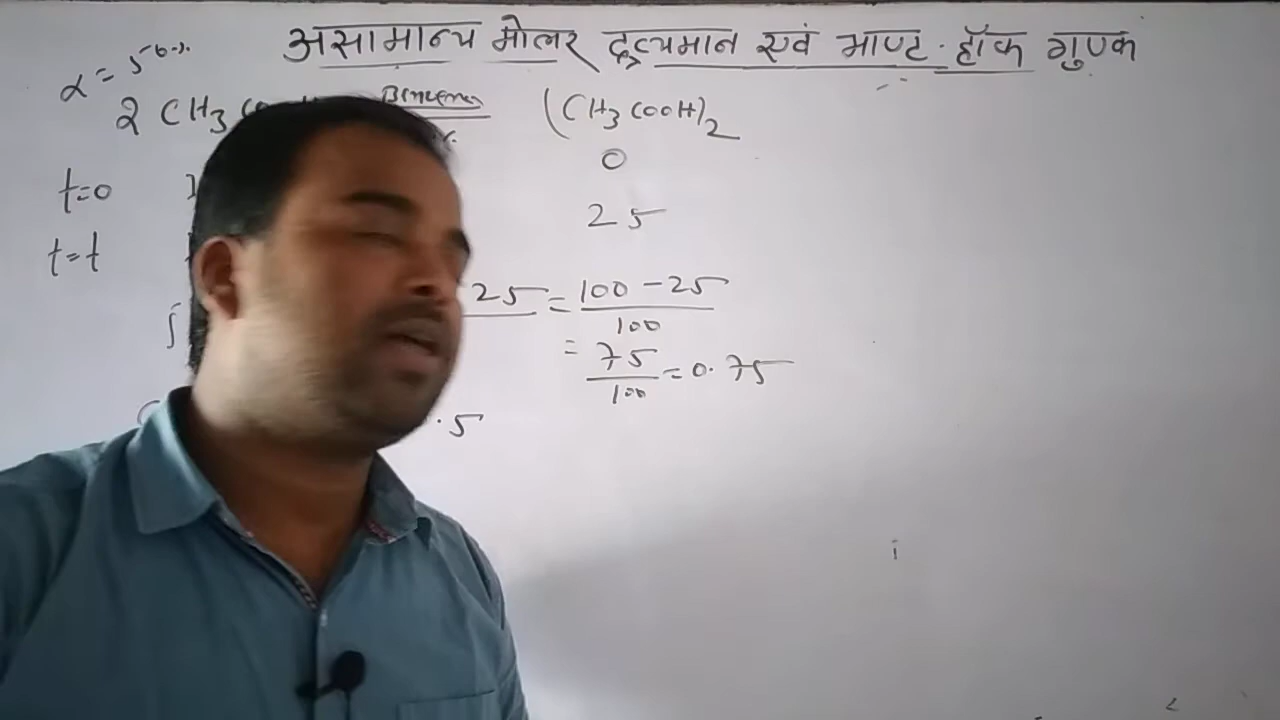 असामान्य मोलर द्रव्यमान एवं भाण्ट हॉफ गुणक
α = 50%
2 CH3 Benzene (CH3COOH)2
t=0 0
t=t 25
25 = 100 - 25 / 100
= 75 / 100 = 0.75
.5
i